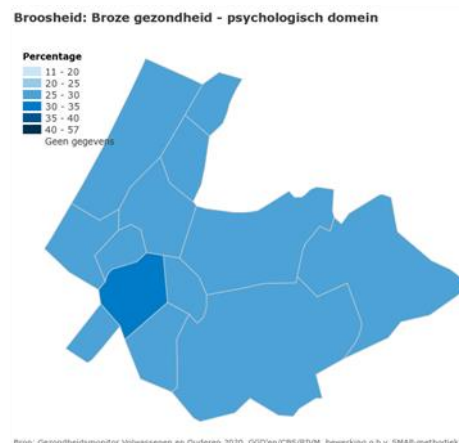 Broosheid: Broze gezondheid - psychologisch domein
Percentage
11 - 20
20 - 25
25 - 30
30 - 35
35 - 40
40 - 57
Geen gegevens
Bron: Gezondheidsmonitor Volwassenen en Ouderen 2020, GGD'en/CBS/RIVM, bewerking o.b.v. SMAP-methodiek